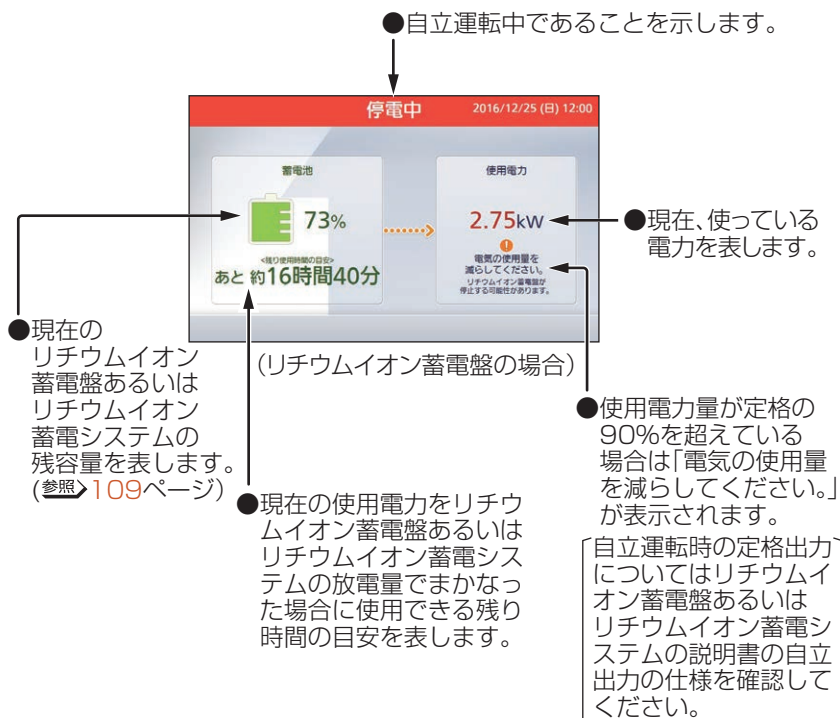 ●自立運転中であることを示します。
停電中
2016/12/25 (日) 12:00
蓄電池
73%
<残り使用時間の目安>
あと 約16時間40分
使用電力
2.75kW
電気の使用量を
減らしてください。
リチウムイオン蓄電盤が
停止する可能性があります。
●現在、使っている
電力を表します。
●現在の
リチウムイオン
蓄電盤あるいは
リチウムイオン
蓄電システムの
残容量を表します。
(参照 109ページ)
(リチウムイオン蓄電盤の場合)
●現在の使用電力をリチウ
ムイオン蓄電盤あるいは
リチウムイオン蓄電シス
テムの放電量でまかなっ
た場合に使用できる残り
時間の目安を表します。
●使用電力量が定格の
90%を超えている
場合は「電気の使用量
を減らしてください。」
が表示されます。
自立運転時の定格出力
についてはリチウムイ
オン蓄電盤あるいは
リチウムイオン蓄電シ
ステムの説明書の自立
出力の仕様を確認して
ください。